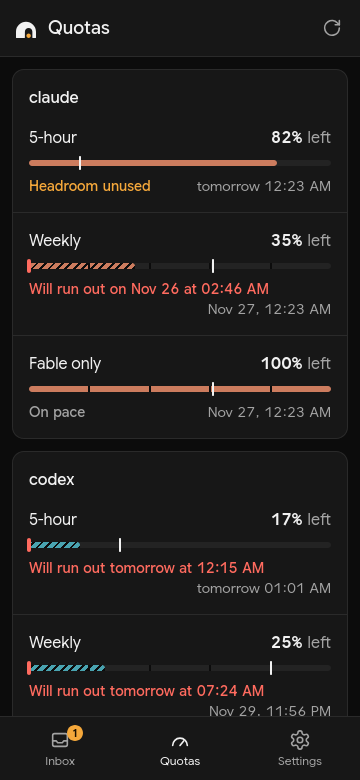 Quotas
claude
5-hour
82% left
Headroom unused
tomorrow 12:23 AM
Weekly
35% left
Will run out on Nov 26 at 02:46 AM
Nov 27, 12:23 AM
Fable only
100% left
On pace
Nov 27, 12:23 AM
codex
5-hour
17% left
Will run out tomorrow at 12:15 AM
tomorrow 01:01 AM
Weekly
25% left
Will run out tomorrow at 07:24 AM
Nov 29, 11:56 PM
1
Inbox
Quotas
Settings